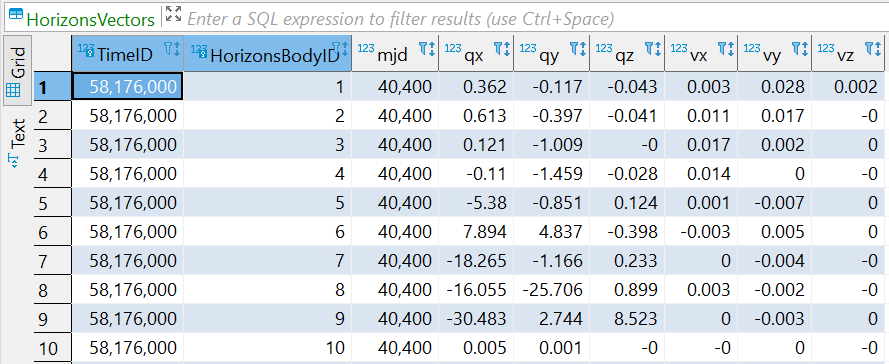 HorizonsVectors Enter a SQL expression to filter results (use Ctrl+Space)
Grid
Text
123 TimeID 123 HorizonsBodyID 123 mjd 123 qx 123 qy 123 qz 123 vx 123 vy 123 vz
1 58,176,000 1 40,400 0.362 -0.117 -0.043 0.003 0.028 0.002
2 58,176,000 2 40,400 0.613 -0.397 -0.041 0.011 0.017 -0
3 58,176,000 3 40,400 0.121 -1.009 -0 0.017 0.002 0
4 58,176,000 4 40,400 -0.11 -1.459 -0.028 0.014 0 -0
5 58,176,000 5 40,400 -5.38 -0.851 0.124 0.001 -0.007 0
6 58,176,000 6 40,400 7.894 4.837 -0.398 -0.003 0.005 0
7 58,176,000 7 40,400 -18.265 -1.166 0.233 0 -0.004 -0
8 58,176,000 8 40,400 -16.055 -25.706 0.899 0.003 -0.002 -0
9 58,176,000 9 40,400 -30.483 2.744 8.523 0 -0.003 0
10 58,176,000 10 40,400 0.005 0.001 -0 -0 0 -0